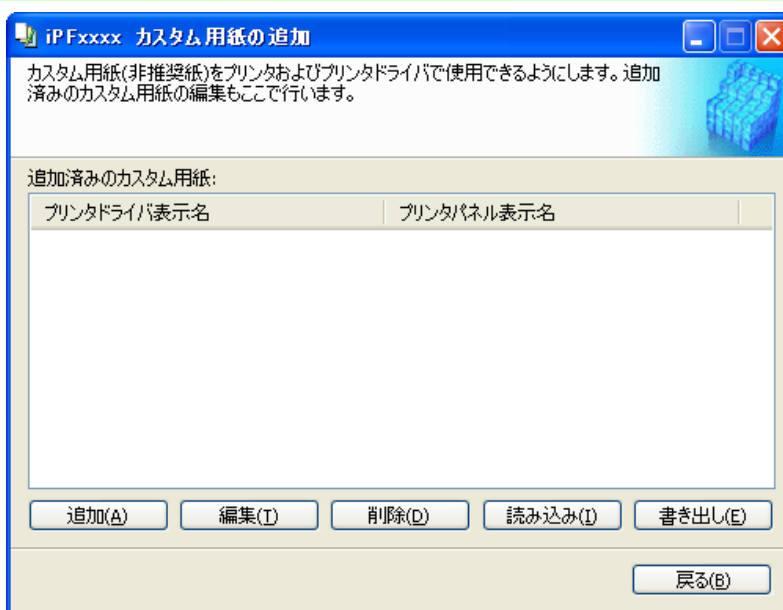 iPFxxxx カスタム用紙の追加
カスタム用紙(非推奨紙)をプリンタおよびプリンタドライバで使用できるようにします。追加
済みのカスタム用紙の編集もここで行います。
追加済みのカスタム用紙:
プリンタドライバ表示名 プリンタパネル表示名
追加(A) 編集(T) 削除(D) 読み込み(I) 書き出し(E)
戻る(B)